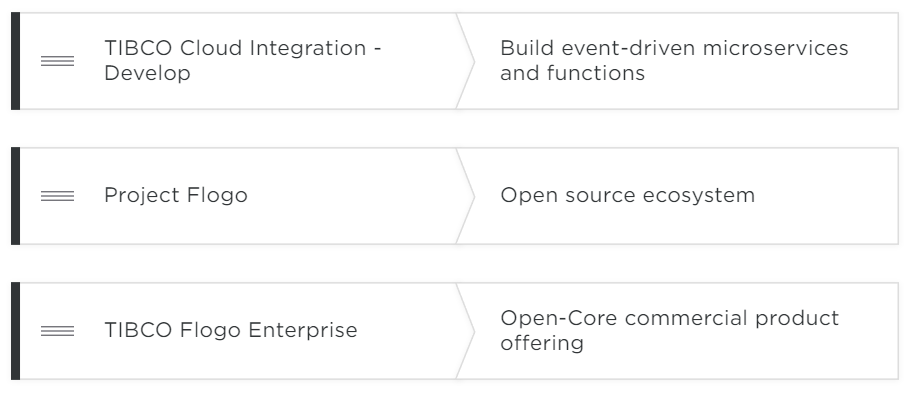 TIBCO Cloud Integration -
Develop
Build event-driven microservices
and functions
Project Flogo
Open source ecosystem
TIBCO Flogo Enterprise
Open-Core commercial product
offering